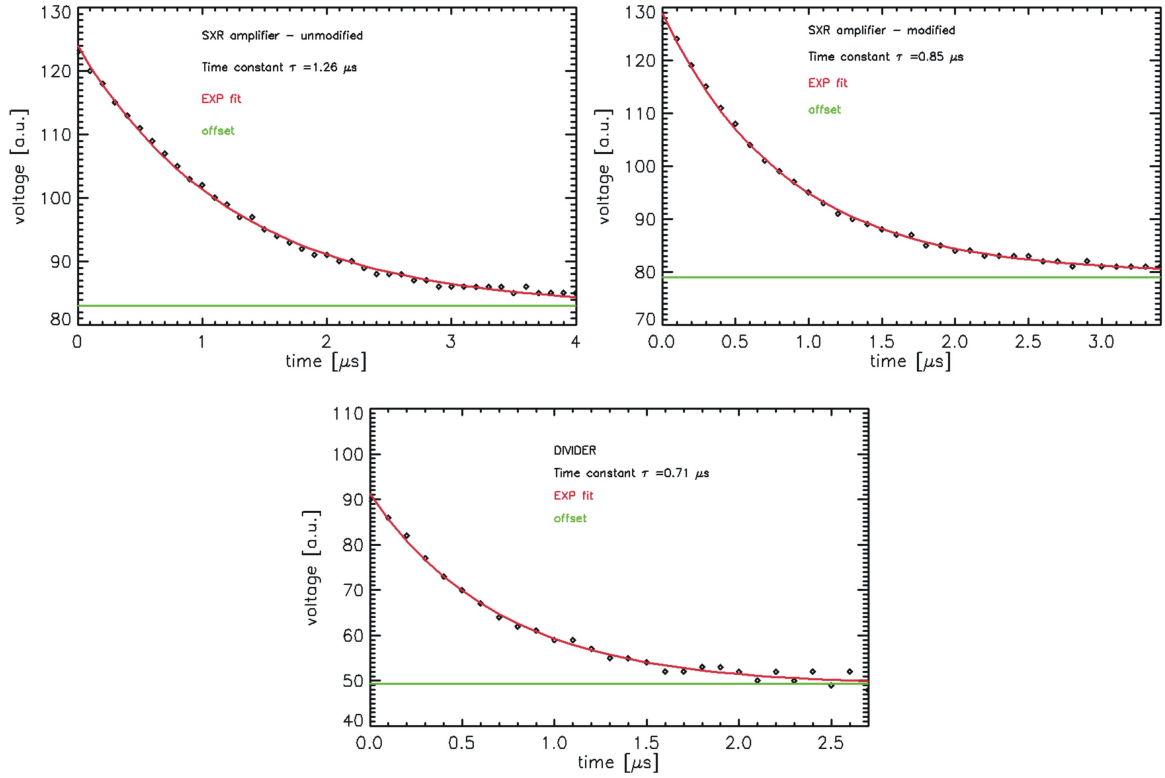 130
120
110
100
90
80
voltage [a.u.]
SXR amplifier – unmodified
Time constant τ =1.26 μs
EXP fit
offset
0 1 2 3 4
time [μs]
130
120
110
100
90
80
70
voltage [a.u.]
SXR amplifier – modified
Time constant τ =0.85 μs
EXP fit
offset
0.0 0.5 1.0 1.5 2.0 2.5 3.0
time [μs]
110
100
90
80
70
60
50
40
voltage [a.u.]
DIVIDER
Time constant τ =0.71 μs
EXP fit
offset
0.0 0.5 1.0 1.5 2.0 2.5
time [μs]